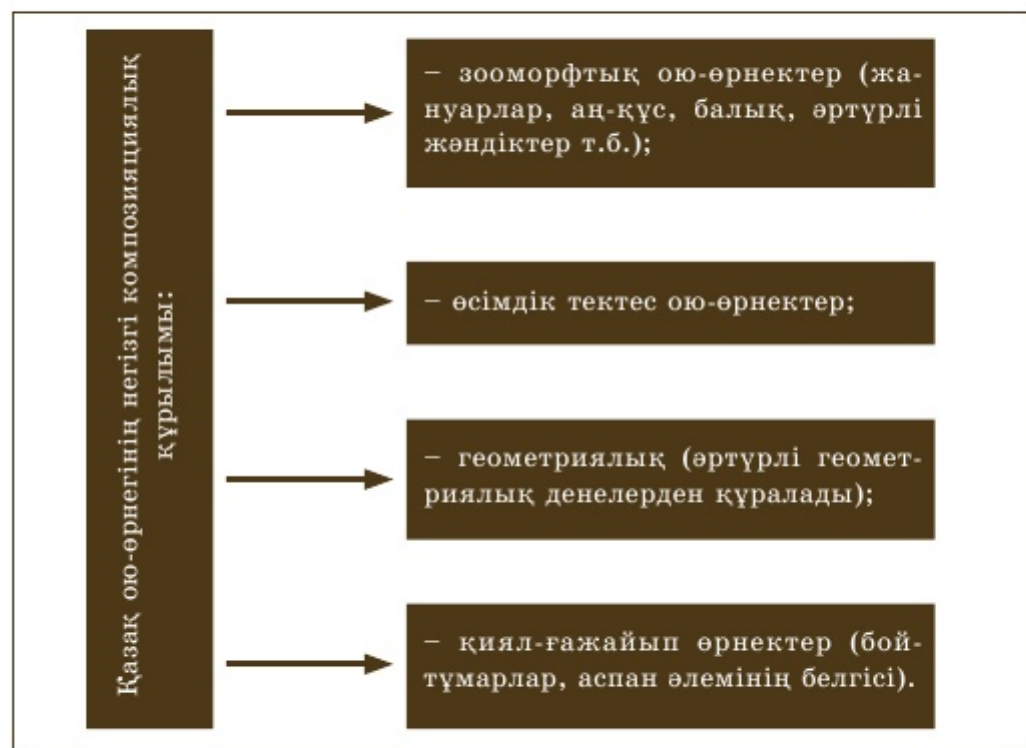 Қазақ ою-өрнегінің негізгі композияциялық
құрылымы:
– зооморфтық ою-өрнектер (жа-
нуарлар, аң-құс, балық, әртүрлі
жәндіктер т.б.);
– өсімдік тектес ою-өрнектер;
– геометриялық (әртүрлі геомет-
риялық денелерден құралады);
– қиял-ғажайып өрнектер (бой-
тұмарлар, аспан әлемінің белгісі).